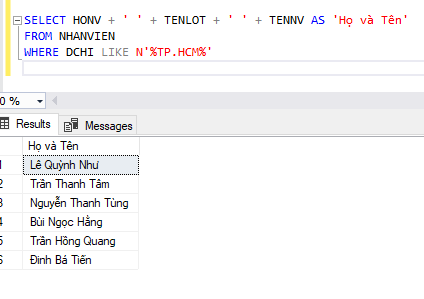 SELECT HONV + ' ' + TENLOT + ' ' + TENNV AS 'Họ và Tên'
FROM NHANVIEN
WHERE DCHI LIKE N'%TP.HCM%'
0 %
Results Messages
Họ và Tên
1 Lê Quỳnh Như
2 Trần Thanh Tâm
3 Nguyễn Thanh Tùng
4 Bùi Ngọc Hằng
5 Trần Hồng Quang
6 Đinh Bá Tiến